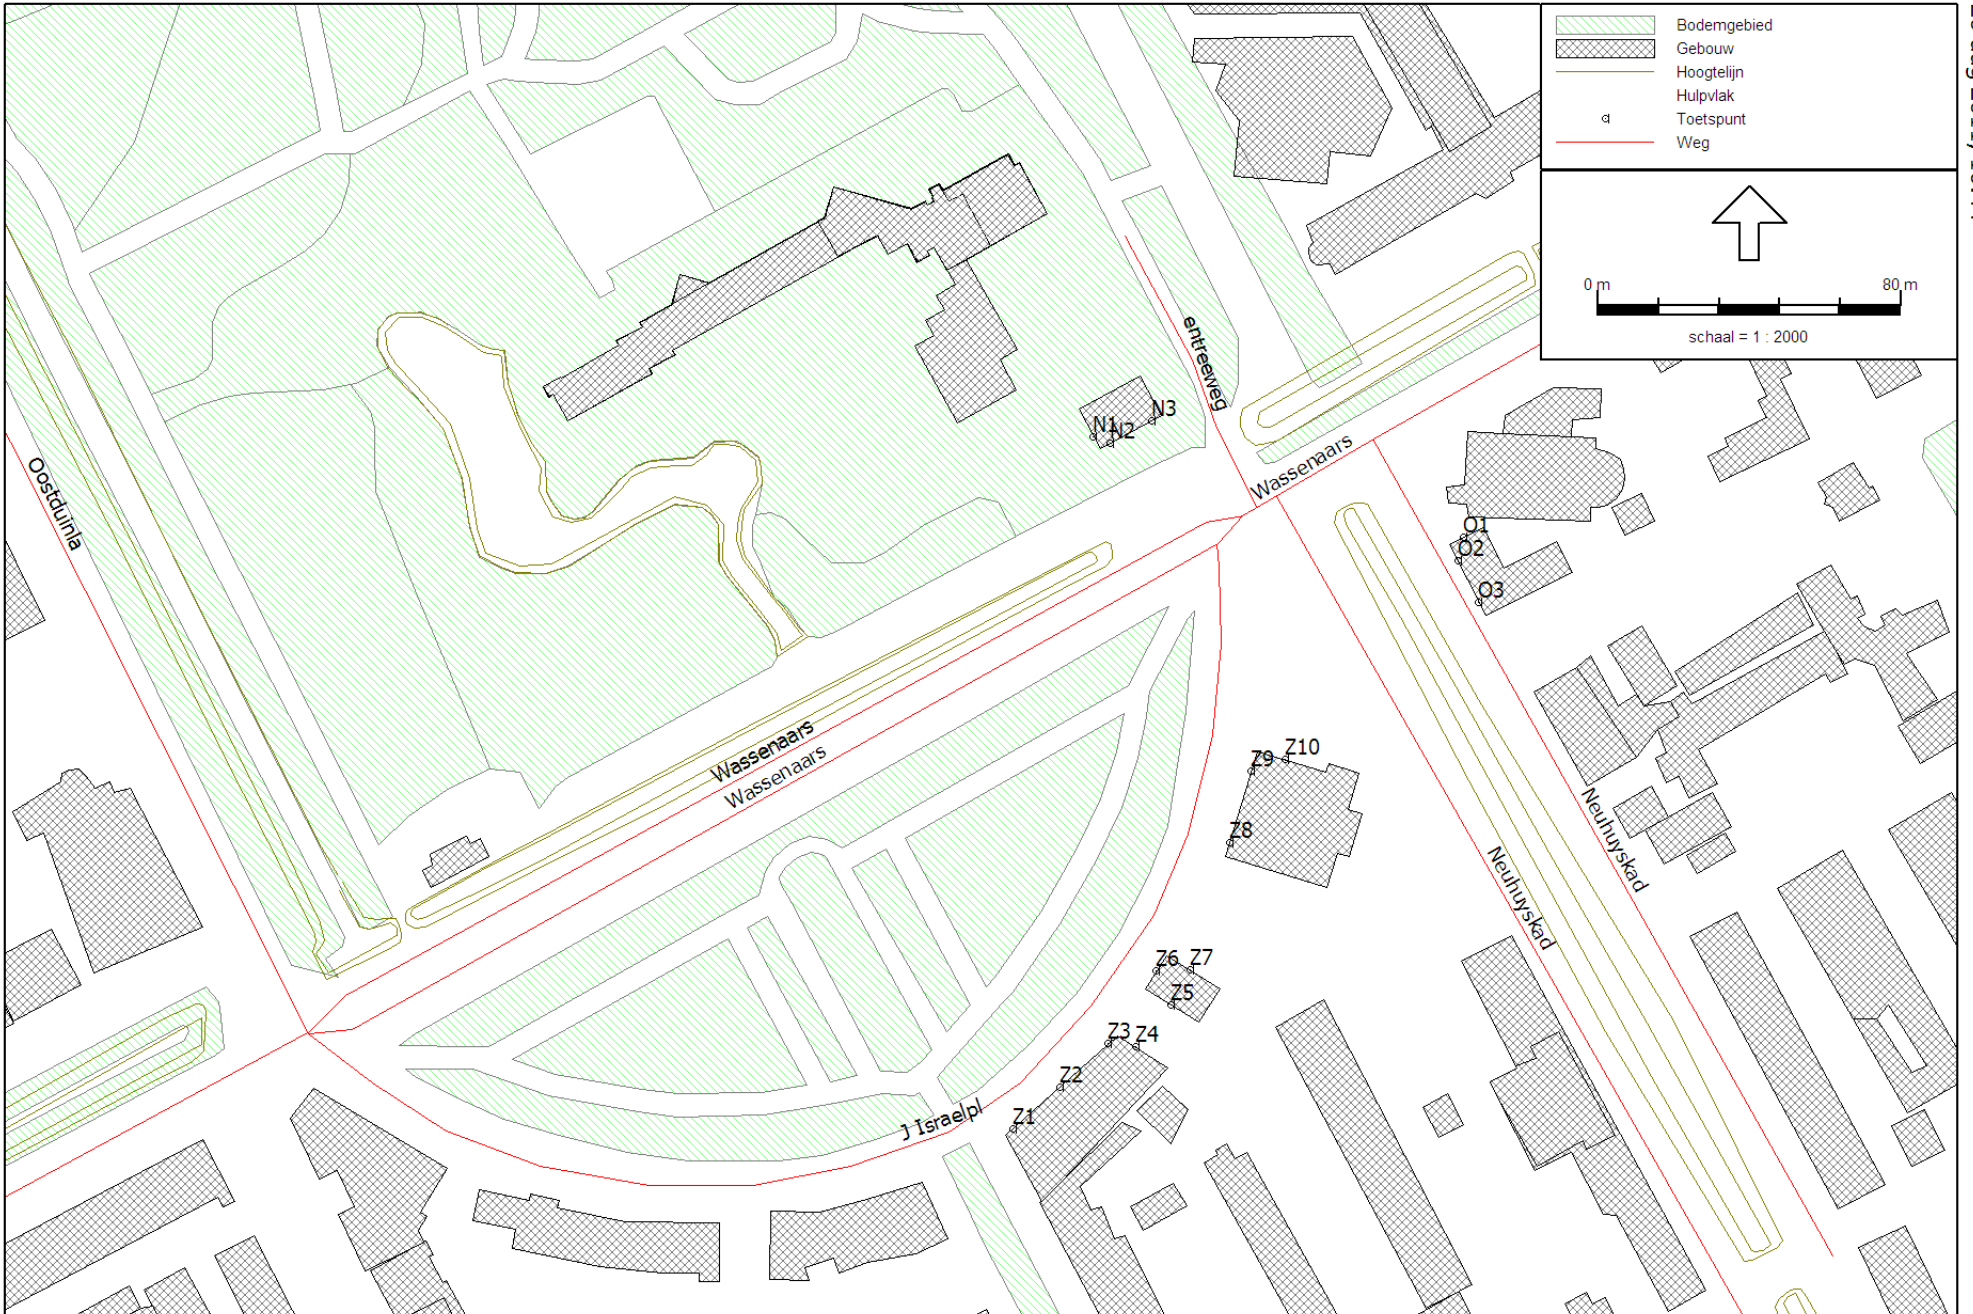 Bodemgebied
Gebouw
Hoogtelijn
Hulpvlak
Toetspunt
Weg
0 m
80 m
schaal = 1 : 2000
entreeweg
N3
N1
N2
Wassenaars
Oostduinla
O1
O2
O3
Wassenaars
Wassenaars
Z9
Z10
Z8
Neuhuyskad
Neuhuyskad
Z6
Z7
Z5
Z3
Z4
Z2
Z1
J Israelpl